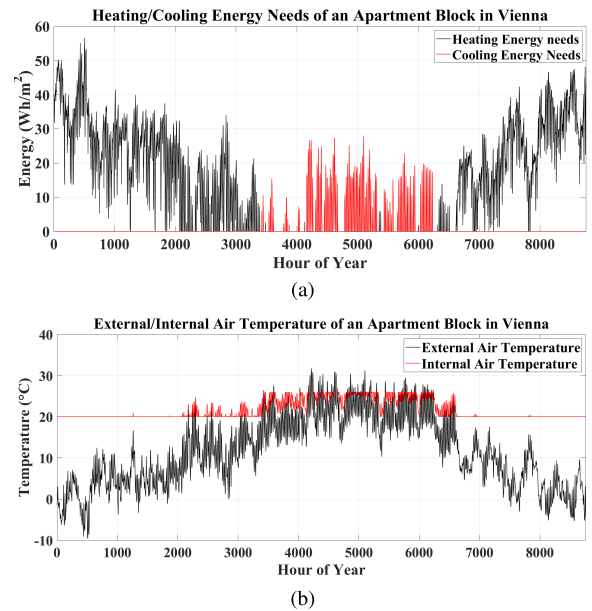 Heating/Cooling Energy Needs of an Apartment Block in Vienna
60
50
40
30
20
10
0
Energy (Wh/m²)
Heating Energy needs
Cooling Energy Needs
0 1000 2000 3000 4000 5000 6000 7000 8000
Hour of Year
(a)
External/Internal Air Temperature of an Apartment Block in Vienna
40
30
20
10
0
-10
Temperature (°C)
External Air Temperature
Internal Air Temperature
0 1000 2000 3000 4000 5000 6000 7000 8000
Hour of Year
(b)